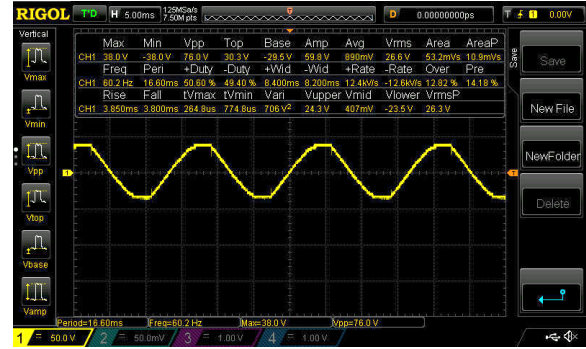 RIGOL T'D H 5.00ms 125MSa/s 7.50M pts D 0.00000000ps T 1 0.00V
Vertical
Vmax
Vmin
Vpp
Vtop
Vbase
Vamp
Max Min Vpp Top Base Amp Avg Vrms Area AreaP
CH1 38.0 V -38.0 V 76.0 V 30.3 V -29.5 V 59.8 V 890mV 26.6 V 53.2mVs 10.9mVs
Freq Peri +Duty -Duty +Wid -Wid +Rate -Rate Over Pre
CH1 60.2 Hz 16.60ms 50.60 % 49.40 % 8.400ms 8.200ms 12.4kV/s -12.6kV/s 12.82 % 14.18 %
Rise Fall tVmax tVmin Vari Vupper Vmid Vlower VrmsP
CH1 3.850ms 3.800ms 264.8us 774.8us 706 V² 24.3 V 407mV -23.5 V 26.3 V
1
T
Save
Save
New File
NewFolder
Delete
Period=16.60ms Freq=60.2 Hz Max=38.0 V Vpp=76.0 V
1 = 50.0 V 2 = 50.0mV 3 = 1.00 V 4 = 1.00 V